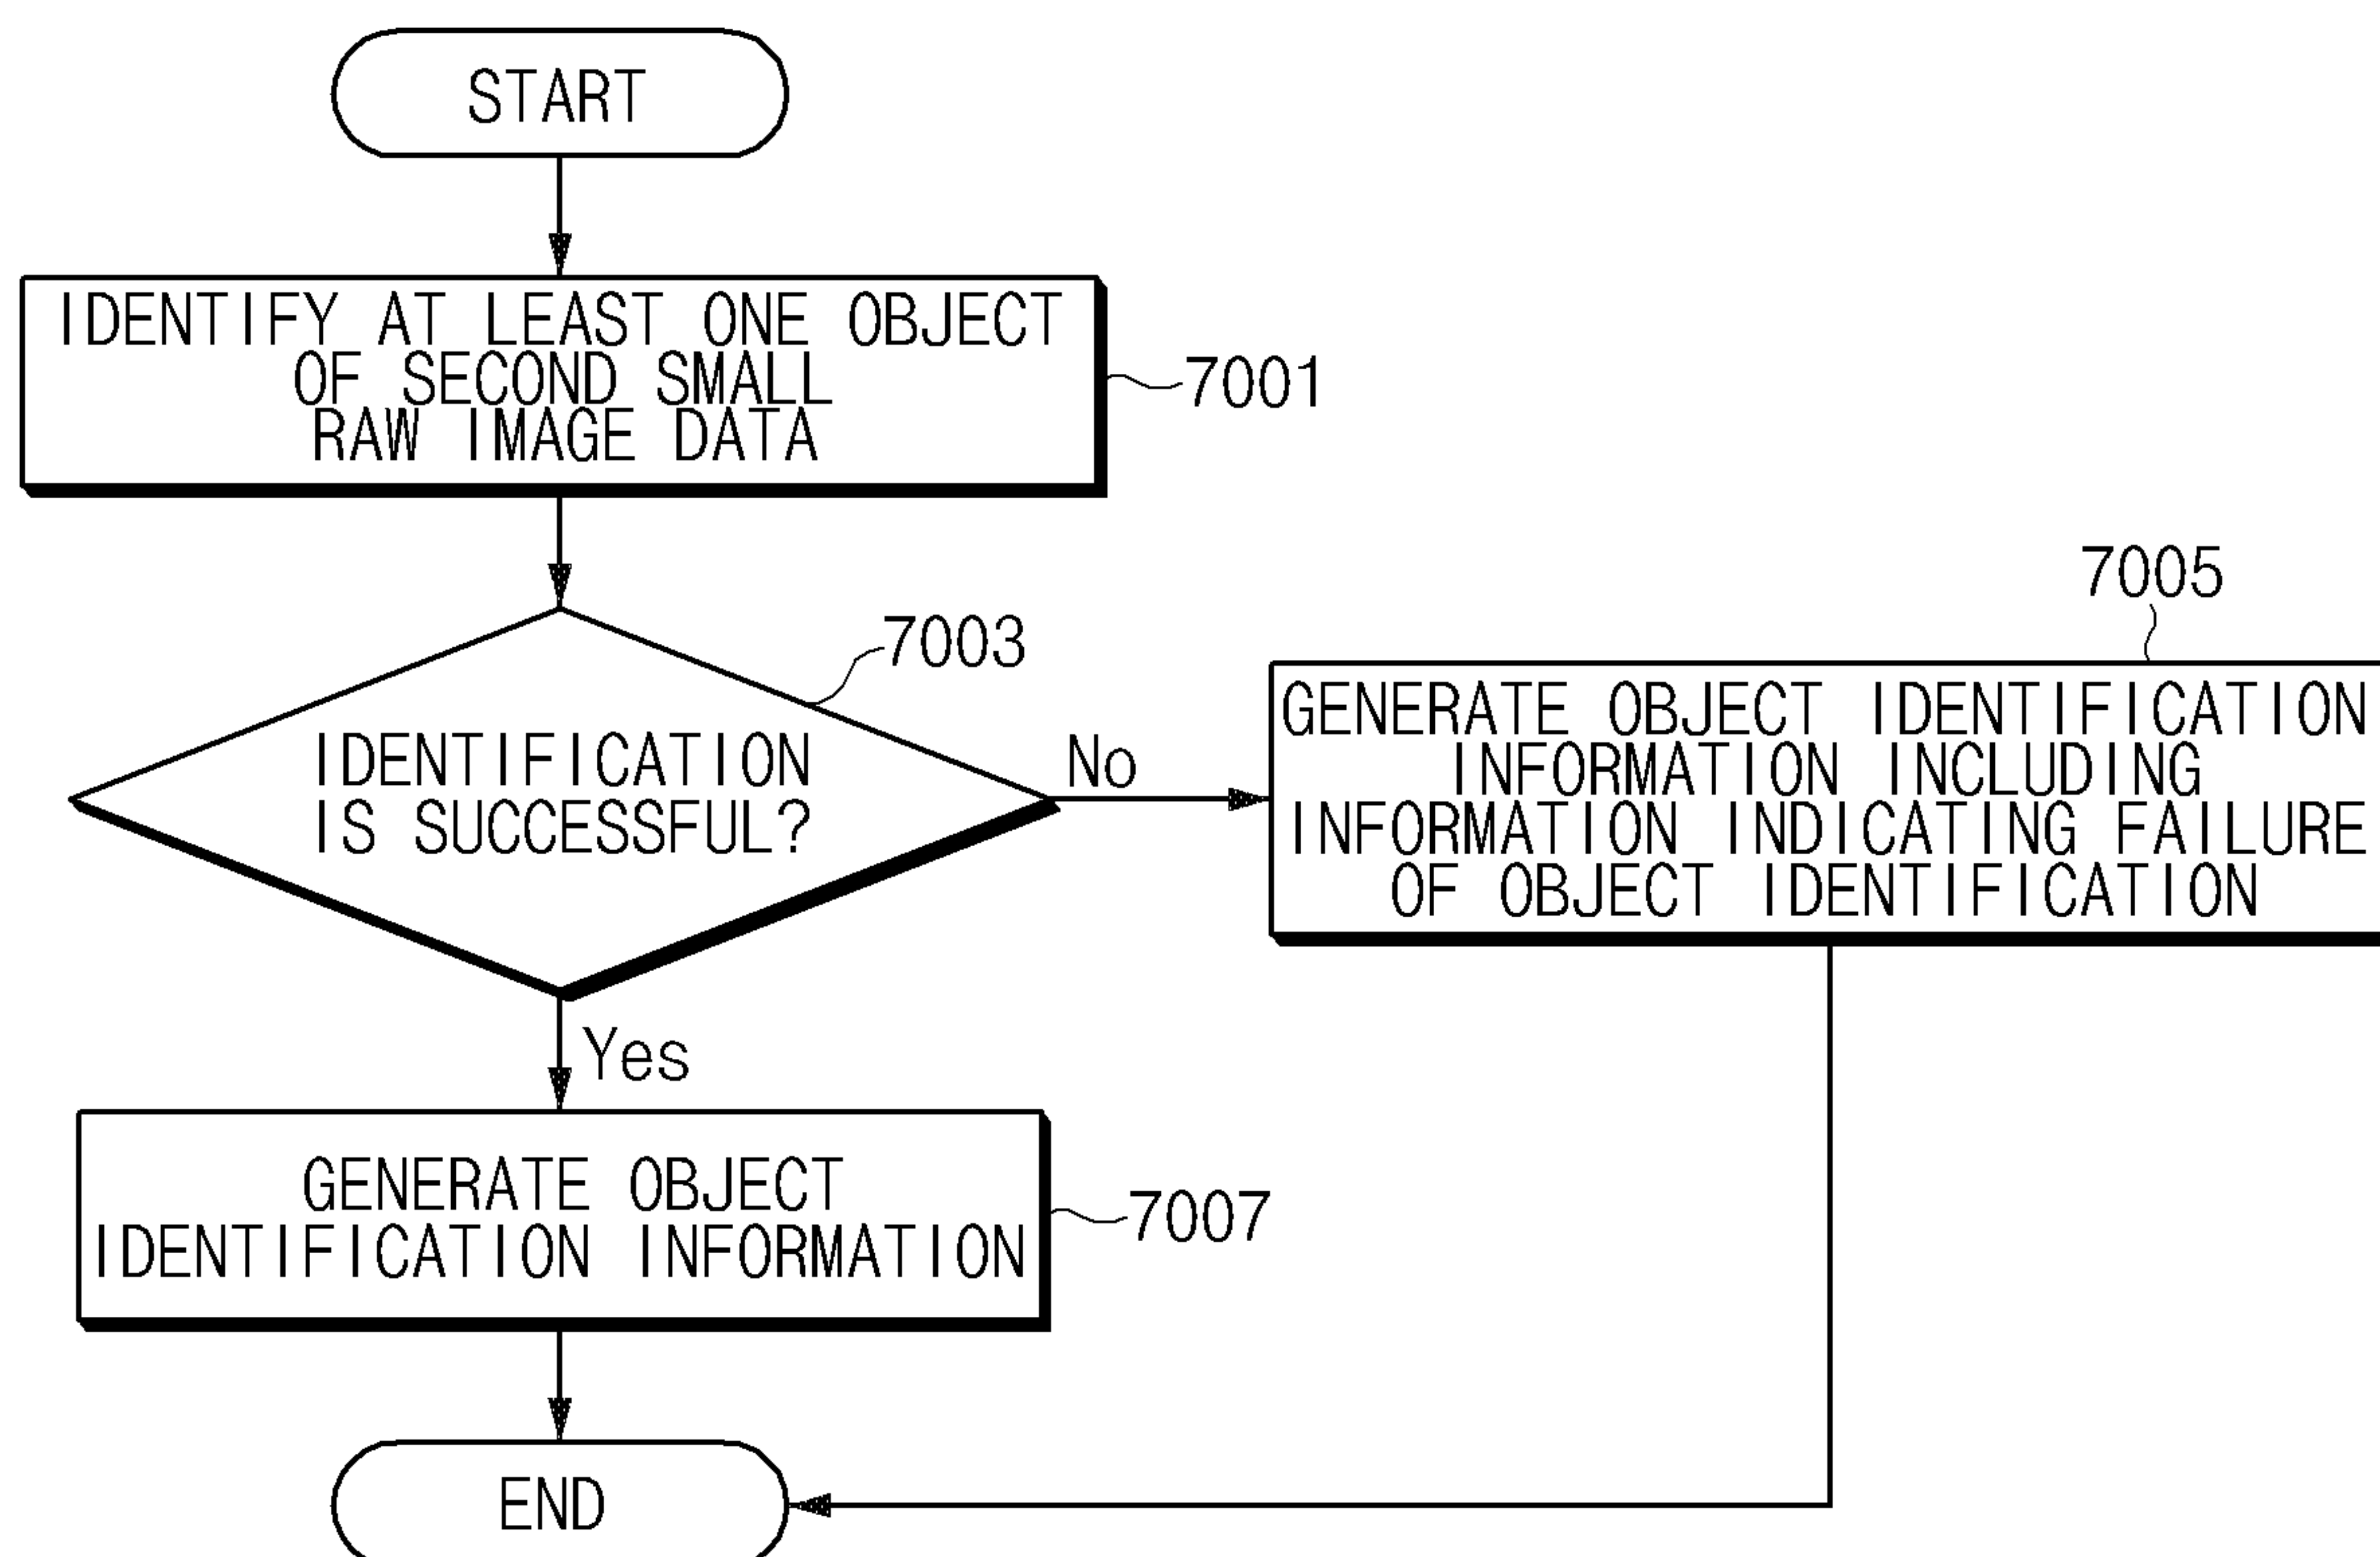 START
IDENTIFY AT LEAST ONE OBJECT
OF SECOND SMALL
RAW IMAGE DATA
7001
7003
IDENTIFICATION
IS SUCCESSFUL?
No
7005
GENERATE OBJECT IDENTIFICATION
INFORMATION INCLUDING
INFORMATION INDICATING FAILURE
OF OBJECT IDENTIFICATION
Yes
GENERATE OBJECT
IDENTIFICATION INFORMATION
7007
END